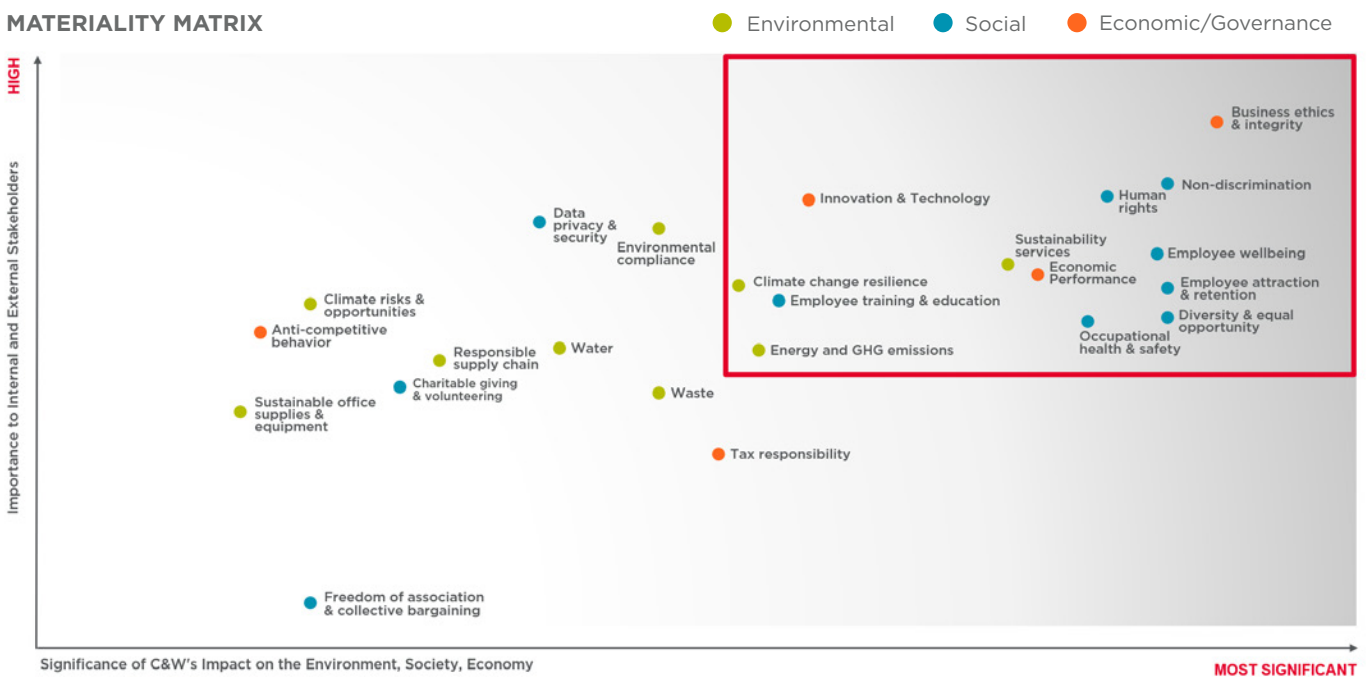 MATERIALITY MATRIX
Environmental
Social
Economic/Governance
HIGH
Importance to Internal and External Stakeholders
Business ethics
& integrity
Non-discrimination
Human
rights
Innovation & Technology
Data
privacy &
security
Environmental
compliance
Sustainability
services
Employee wellbeing
Economic
Performance
Climate change resilience
Employee attraction
& retention
Employee training & education
Climate risks &
opportunities
Diversity & equal
opportunity
Anti-competitive
behavior
Occupational
health & safety
Water
Energy and GHG emissions
Responsible
supply chain
Charitable giving
& volunteering
Waste
Sustainable office
supplies &
equipment
Tax responsibility
Freedom of association
& collective bargaining
Significance of C&W's Impact on the Environment, Society, Economy
MOST SIGNIFICANT